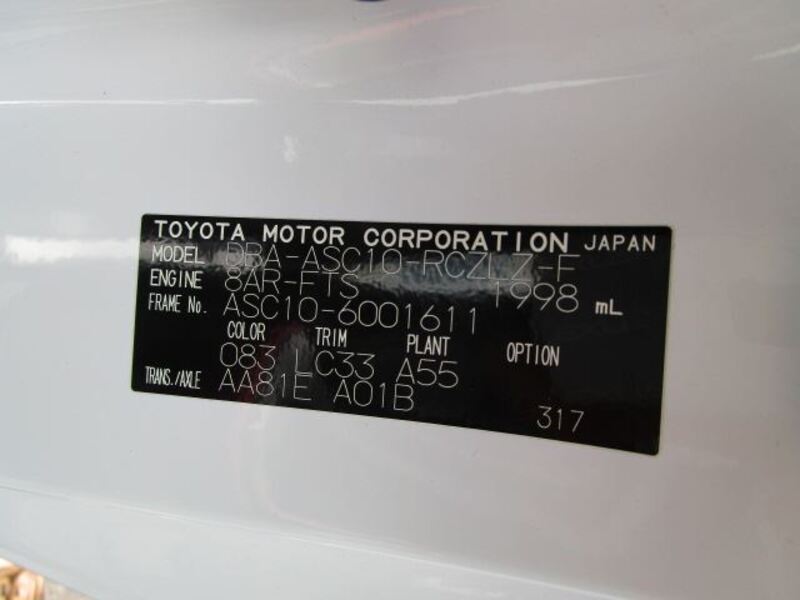 TOYOTA MOTOR CORPORATION JAPAN
MODEL DBA-ASC10-RCZLZ-F
ENGINE 8AR-FTS 1998 mL
FRAME No. ASC10-6001611
COLOR TRIM PLANT OPTION
083 LC33 A55
TRANS./AXLE AA81E A01B
317